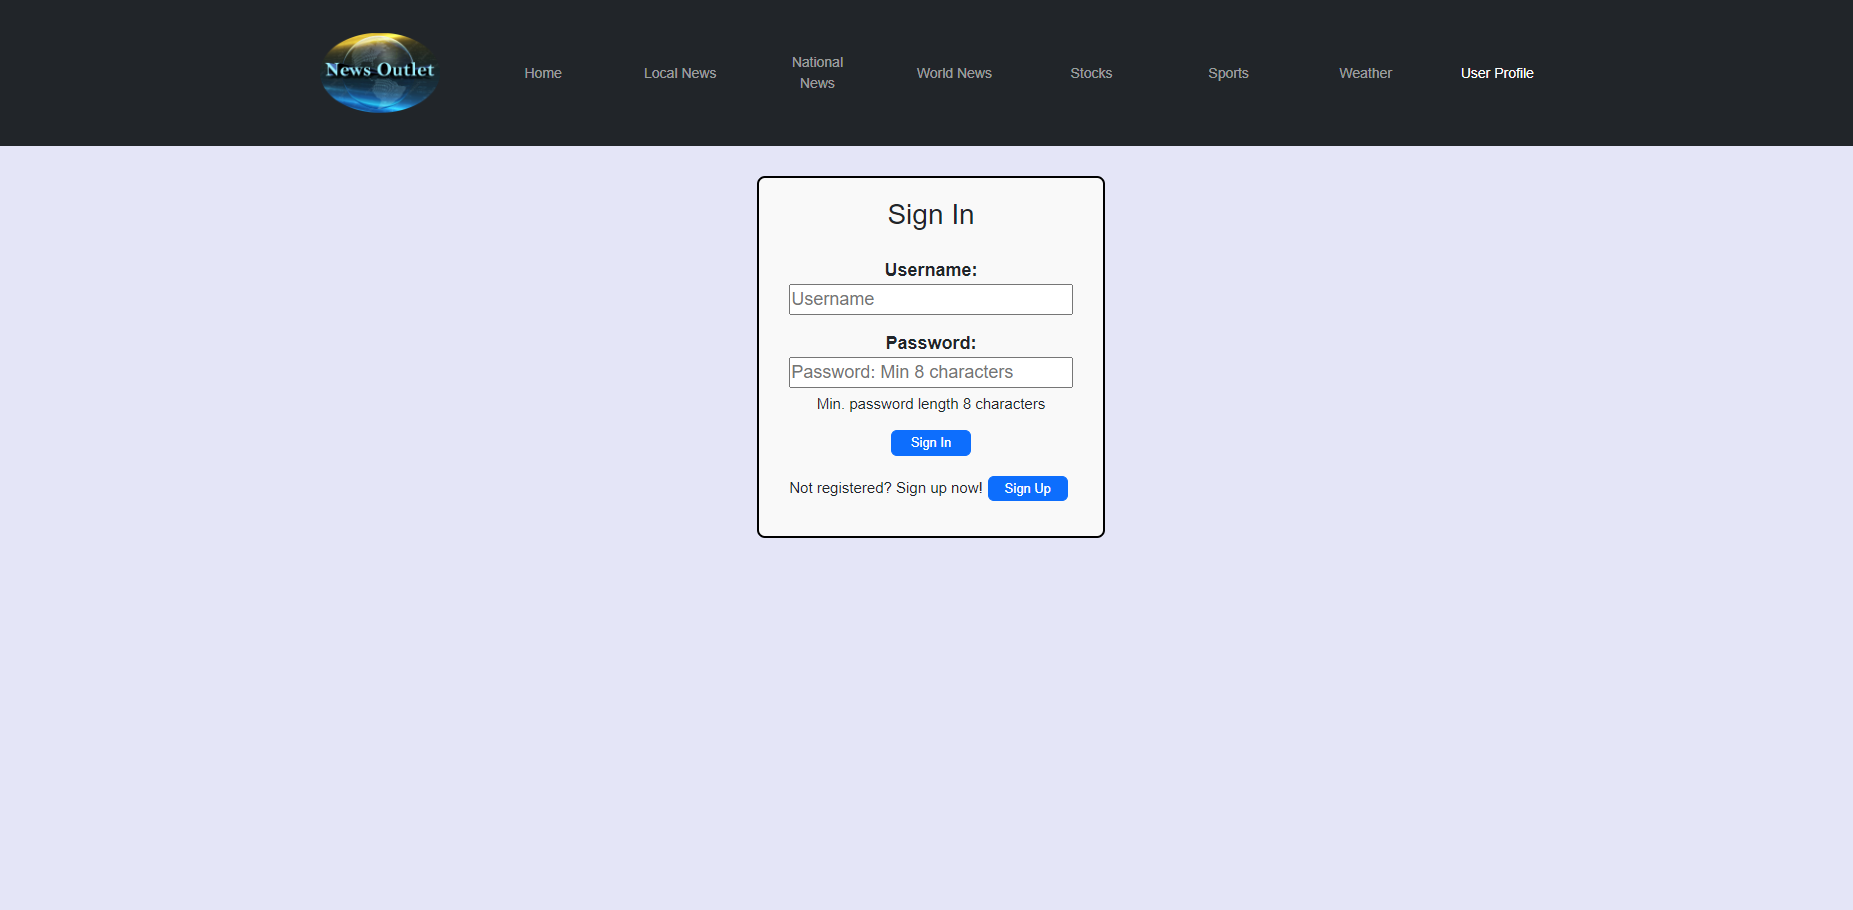 News Outlet
Home
Local News
National
News
World News
Stocks
Sports
Weather
User Profile
Sign In
Username:
Username
Password:
Password: Min 8 characters
Min. password length 8 characters
Sign In
Not registered? Sign up now! Sign Up